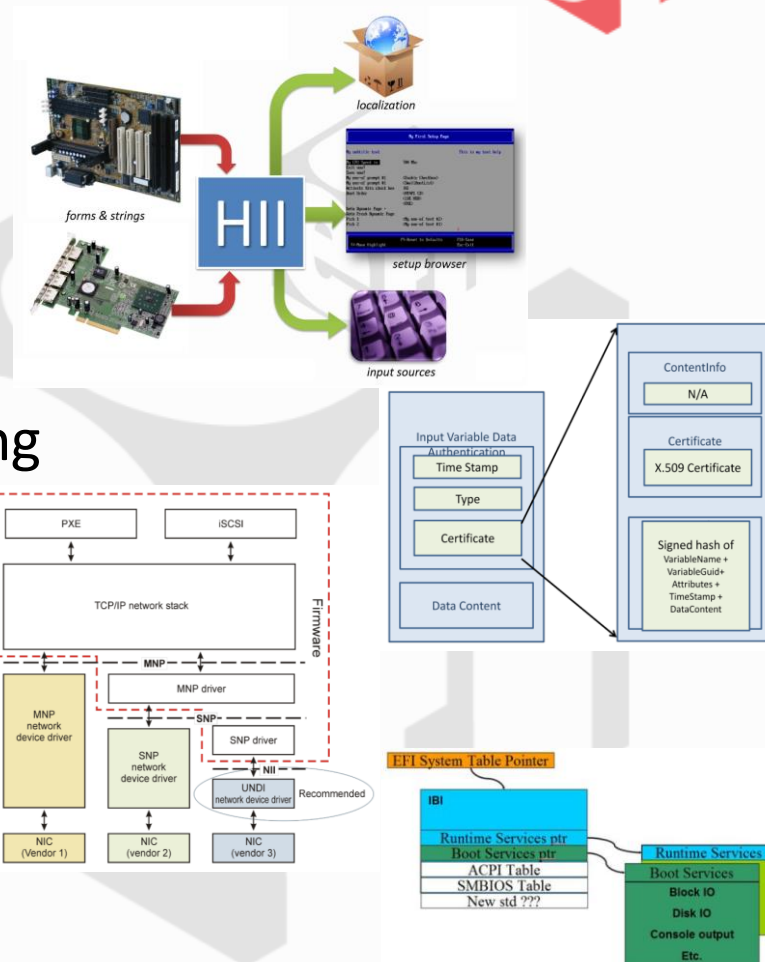 localization
forms & strings
HII
My First Setup Page
setup browser
input sources
ng
ContentInfo
N/A
Certificate
X.509 Certificate
Signed hash of
VariableName +
VariableGuid+
Attributes +
TimeStamp +
DataContent
Input Variable Data
Authentication
Time Stamp
Type
Certificate
Data Content
PXE
iSCSI
TCP/IP network stack
Firmware
MNP
MNP driver
SNP
SNP driver
NII
MNP
network
device driver
SNP
network
device driver
UNDI
network device driver
Recommended
NIC
(Vendor 1)
NIC
(vendor 2)
NIC
(vendor 3)
EFI System Table Pointer
IBI
Runtime Services ptr
Boot Services ptr
ACPI Table
SMBIOS Table
New std ???
Runtime Services
Boot Services
Block IO
Disk IO
Console output
Etc.